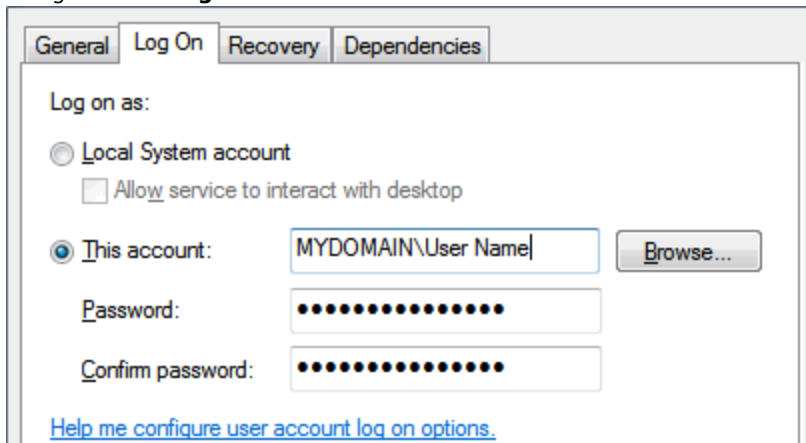 General Log On Recovery Dependencies
Log on as:
Local System account
Allow service to interact with desktop
This account: MYDOMAIN\User Name Browse...
Password: •••••••••••••••
Confirm password: •••••••••••••••
Help me configure user account log on options.